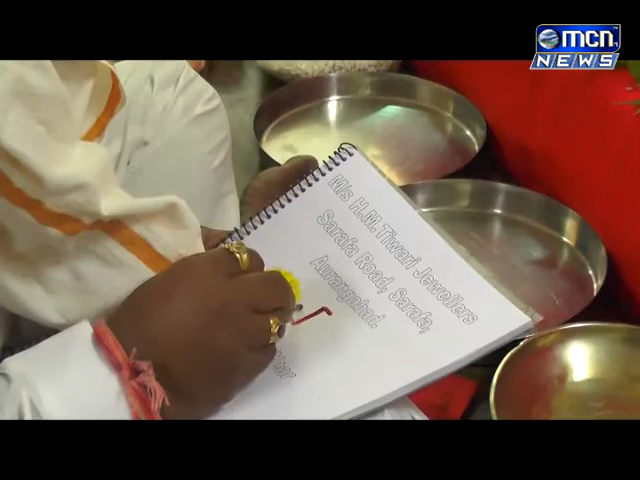 mcn
NEWS
M/s H.M.Tiwari Jewellers
Sarafa Road, Sarafa,
Aurangabad.